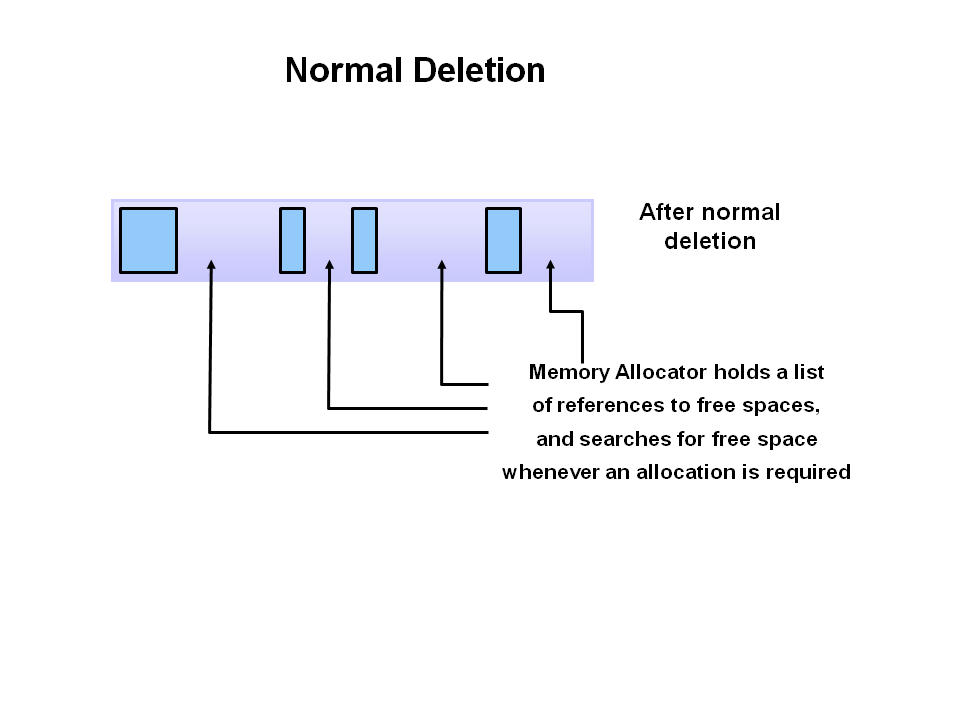 Normal Deletion
After normal
deletion
Memory Allocator holds a list
of references to free spaces,
and searches for free space
whenever an allocation is required